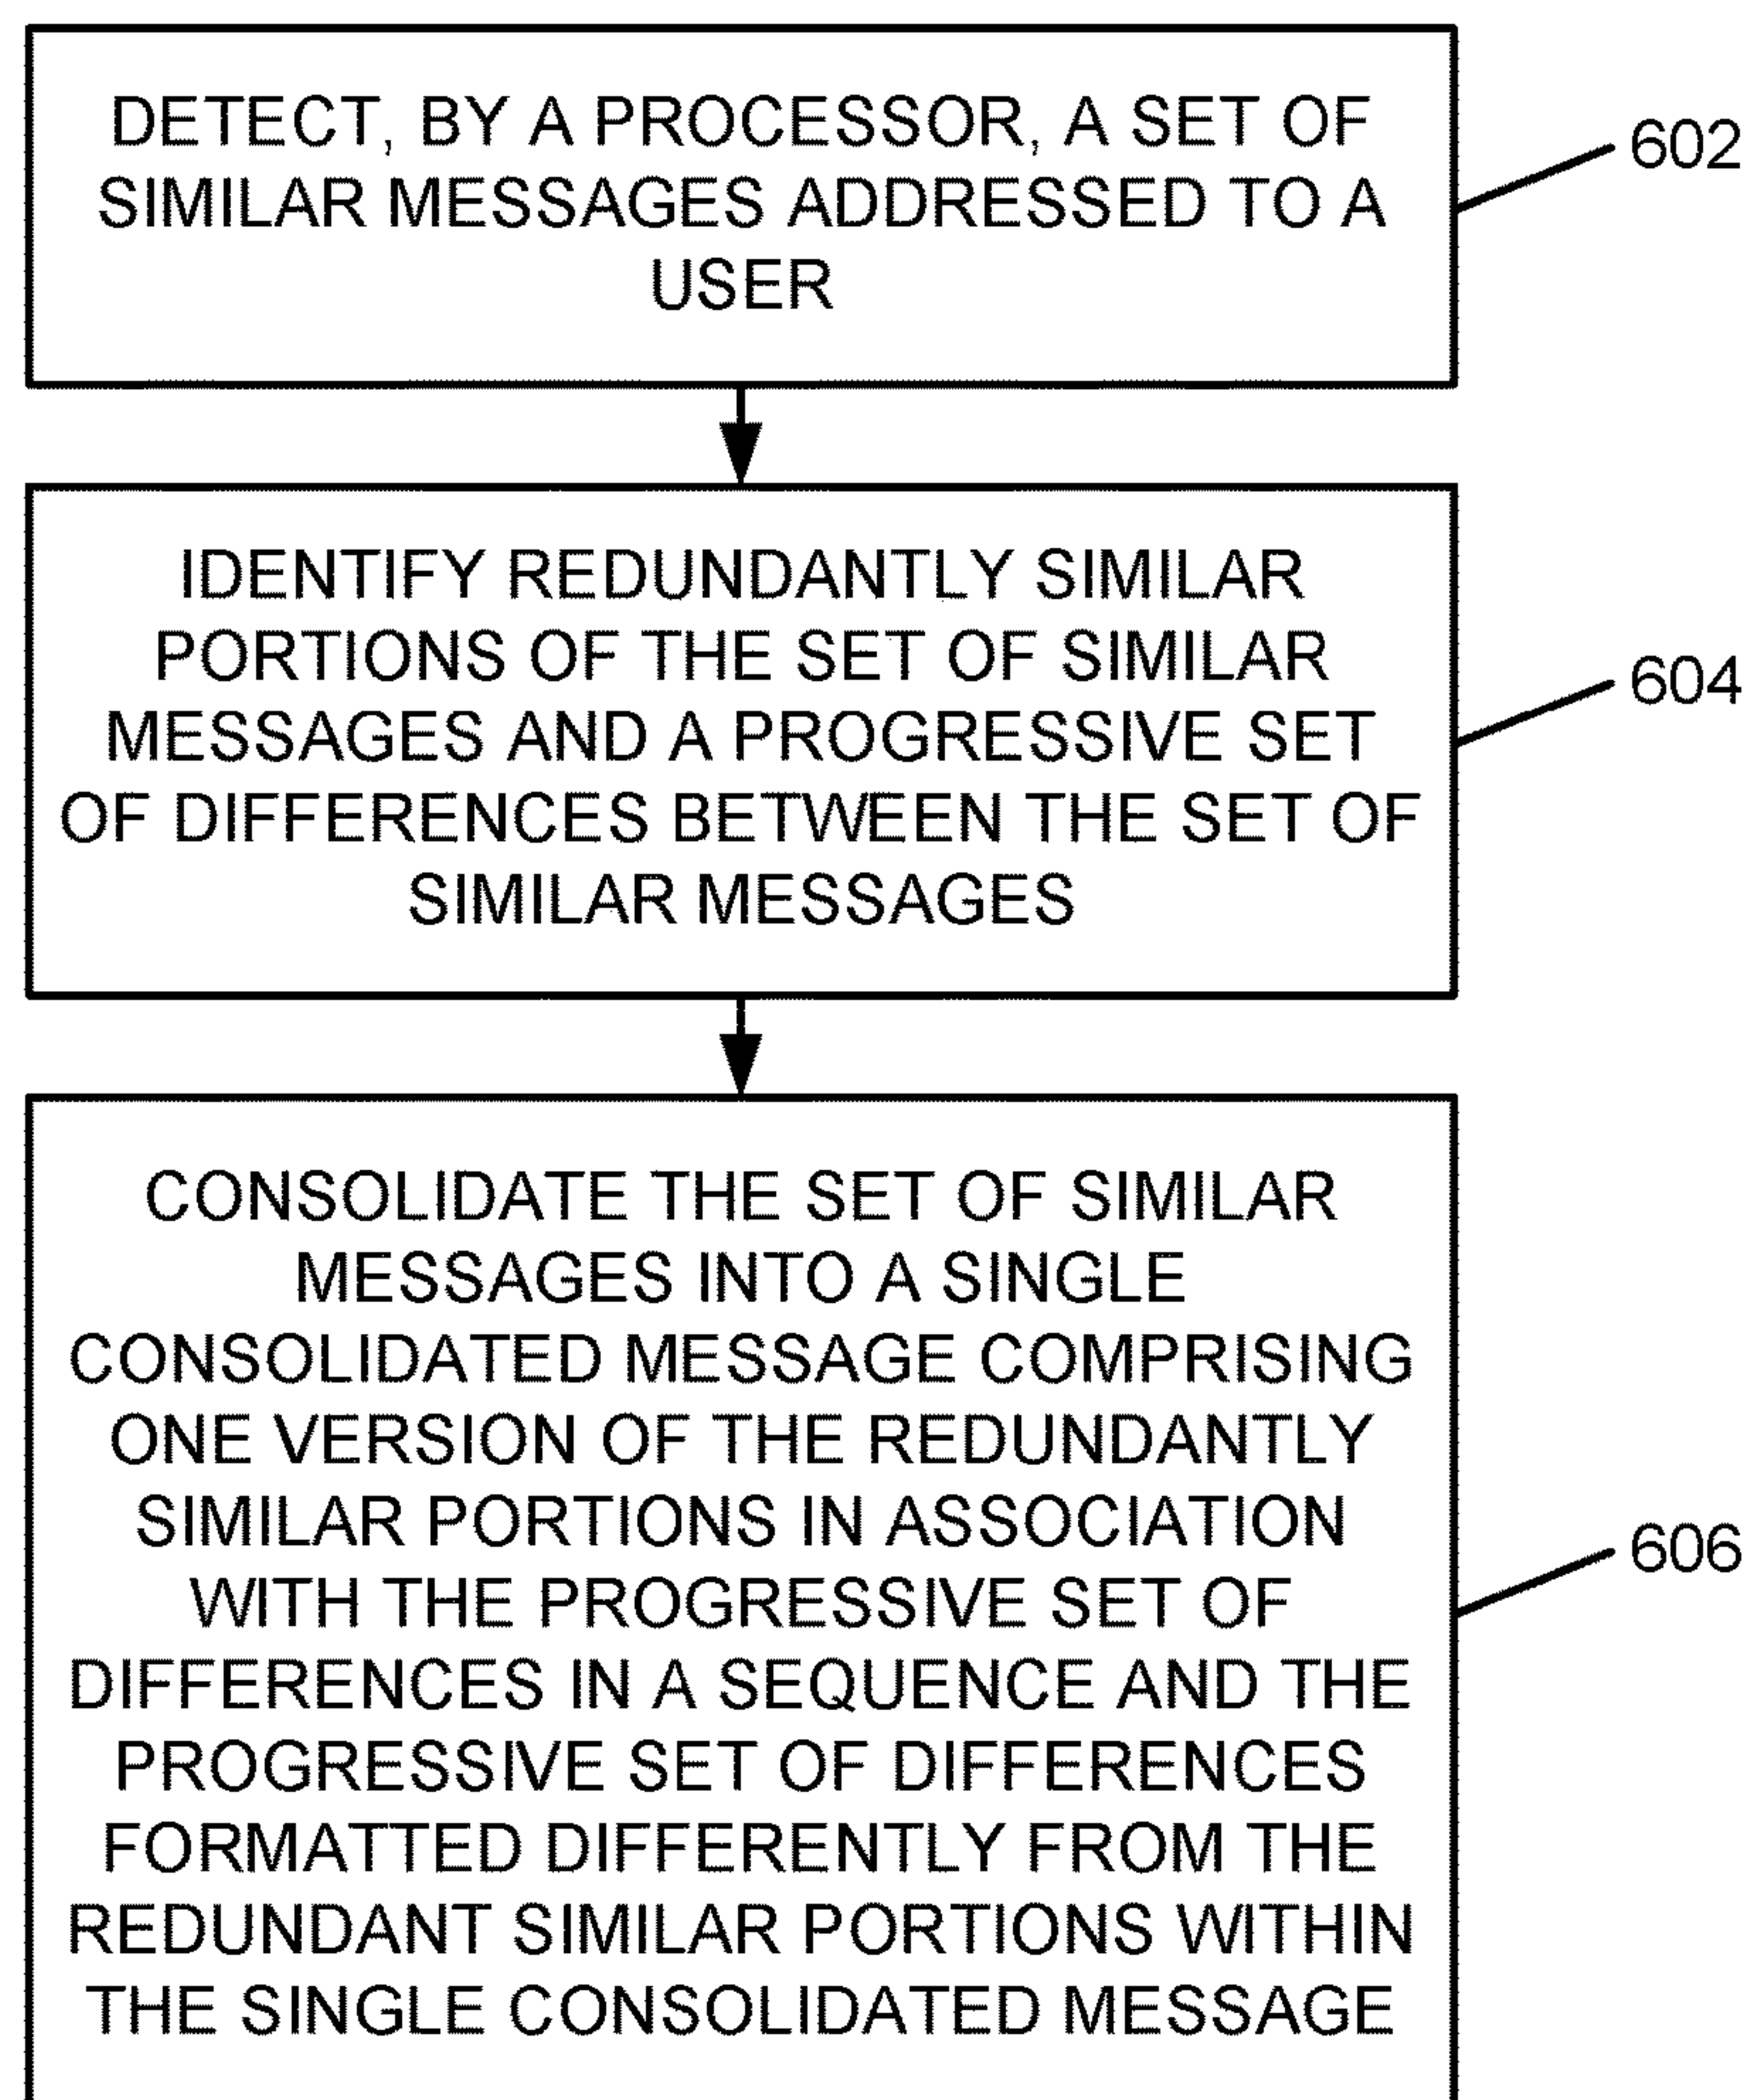 DETECT, BY A PROCESSOR, A SET OF
SIMILAR MESSAGES ADDRESSED TO A
USER
602
IDENTIFY REDUNDANTLY SIMILAR
PORTIONS OF THE SET OF SIMILAR
MESSAGES AND A PROGRESSIVE SET
OF DIFFERENCES BETWEEN THE SET OF
SIMILAR MESSAGES
604
CONSOLIDATE THE SET OF SIMILAR
MESSAGES INTO A SINGLE
CONSOLIDATED MESSAGE COMPRISING
ONE VERSION OF THE REDUNDANTLY
SIMILAR PORTIONS IN ASSOCIATION
WITH THE PROGRESSIVE SET OF
DIFFERENCES IN A SEQUENCE AND THE
PROGRESSIVE SET OF DIFFERENCES
FORMATTED DIFFERENTLY FROM THE
REDUNDANT SIMILAR PORTIONS WITHIN
THE SINGLE CONSOLIDATED MESSAGE
606